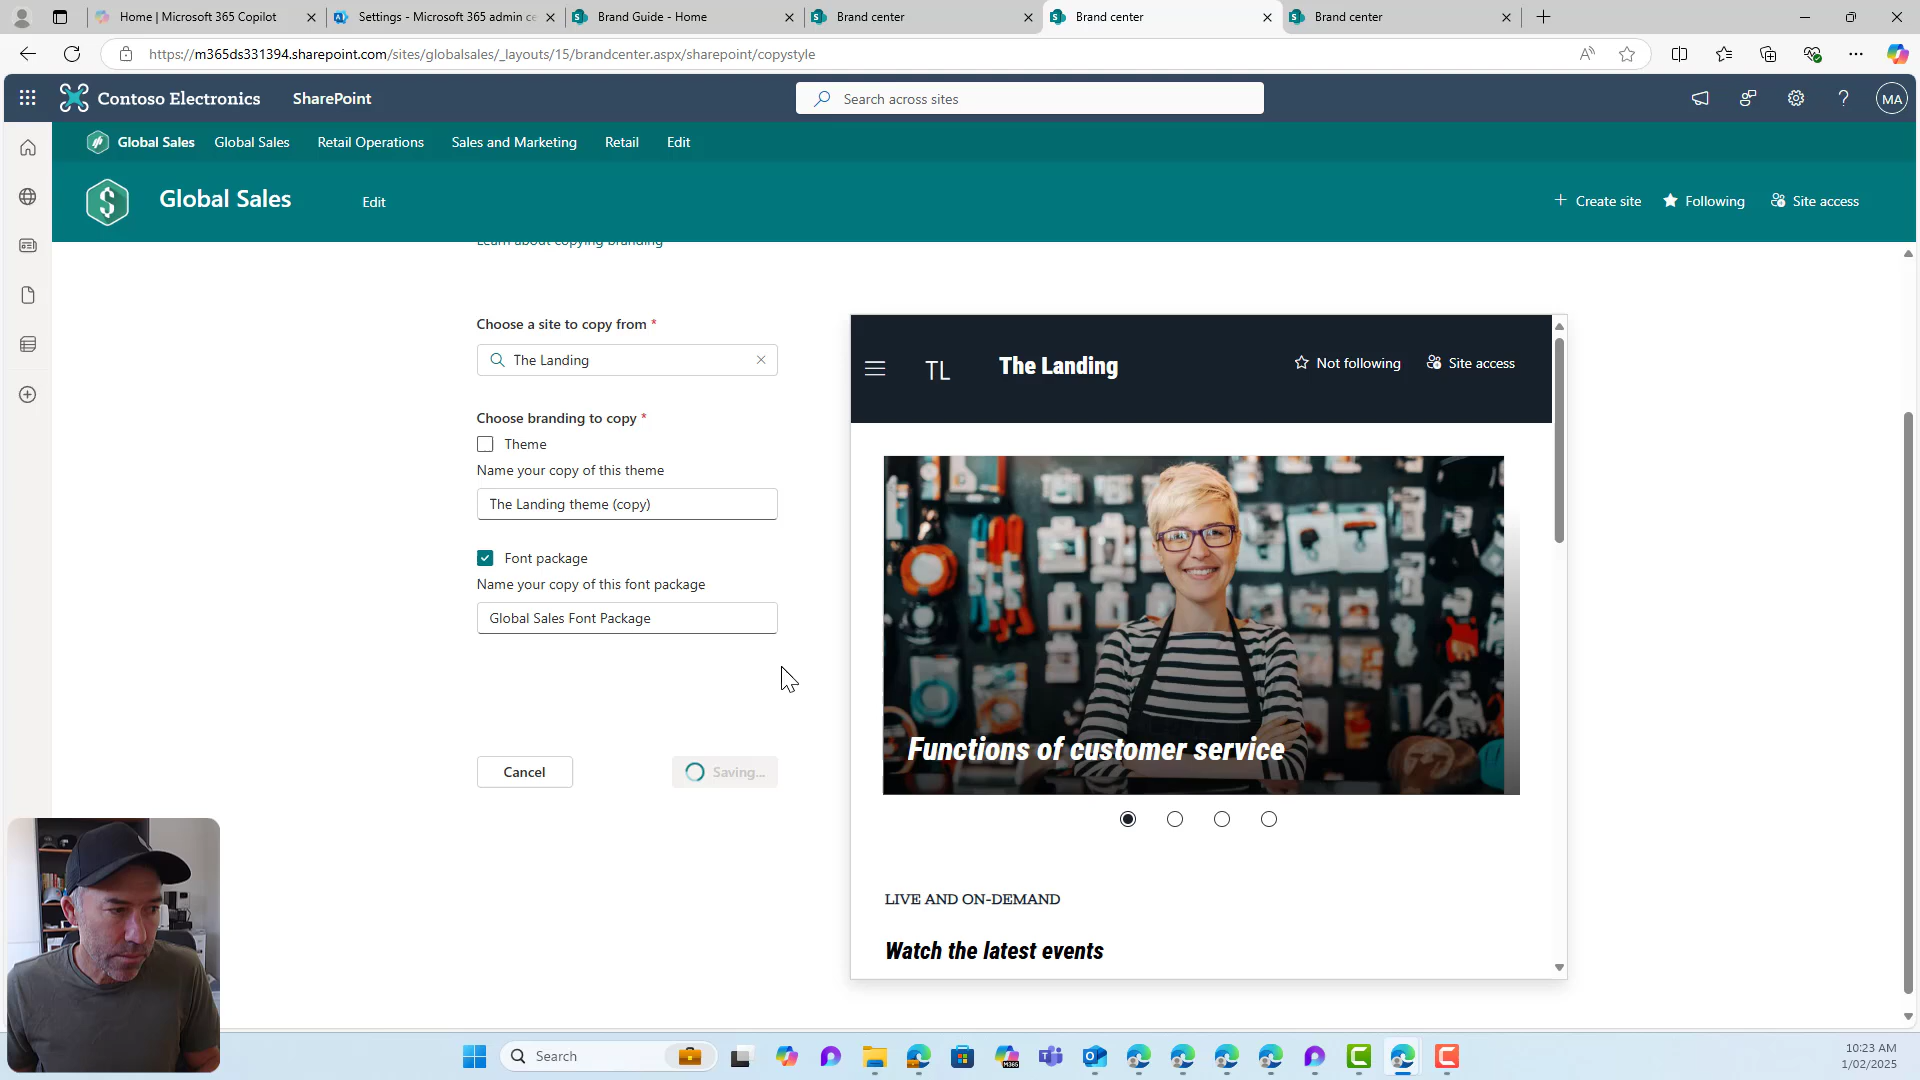 Home | Microsoft 365 Copilot
Settings - Microsoft 365 admin ce
Brand Guide - Home
Brand center
Brand center
Brand center
https://m365ds331394.sharepoint.com/sites/globalsales/_layouts/15/brandcenter.aspx/sharepoint/copystyle
Contoso Electronics
SharePoint
Search across sites
MA
Global Sales
Global Sales
Retail Operations
Sales and Marketing
Retail
Edit
Global Sales
Edit
Create site
Following
Site access
Learn about copying branding
Choose a site to copy from *
The Landing
Choose branding to copy *
Theme
Name your copy of this theme
The Landing theme (copy)
Font package
Name your copy of this font package
Global Sales Font Package
Cancel
Saving...
TL
The Landing
Not following
Site access
Functions of customer service
LIVE AND ON-DEMAND
Watch the latest events
Search
M365
10:23 AM
1/02/2025